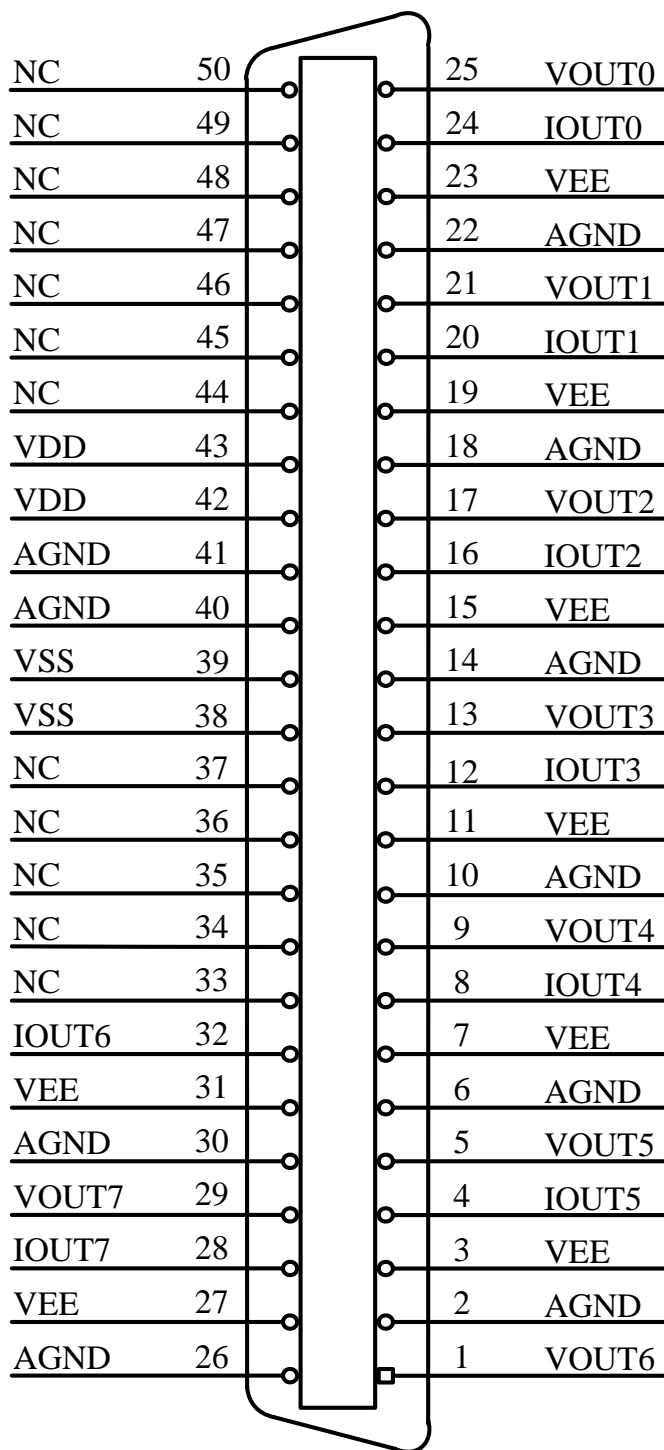 NC 50 25 VOUT0
NC 49 24 IOUT0
NC 48 23 VEE
NC 47 22 AGND
NC 46 21 VOUT1
NC 45 20 IOUT1
NC 44 19 VEE
VDD 43 18 AGND
VDD 42 17 VOUT2
AGND 41 16 IOUT2
AGND 40 15 VEE
VSS 39 14 AGND
VSS 38 13 VOUT3
NC 37 12 IOUT3
NC 36 11 VEE
NC 35 10 AGND
NC 34 9 VOUT4
NC 33 8 IOUT4
IOUT6 32 7 VEE
VEE 31 6 AGND
AGND 30 5 VOUT5
VOUT7 29 4 IOUT5
IOUT7 28 3 VEE
VEE 27 2 AGND
AGND 26 1 VOUT6